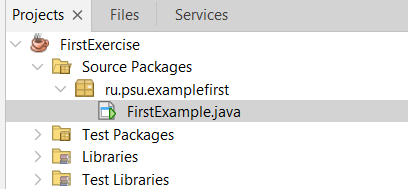 Projects × Files Services
FirstExercise
Source Packages
ru.psu.examplefirst
FirstExample.java
Test Packages
Libraries
Test Libraries